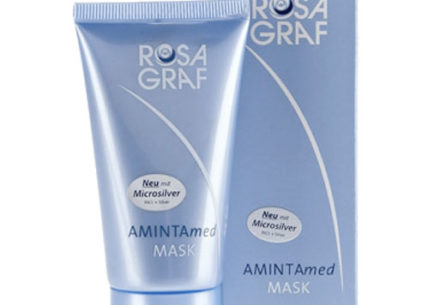 ROSA
GRAF
Neu mit
Microsilver
AMINTAmed
MASK
ROSA
GRAF
Neu mit
Microsilver
AMINTAmed
MASK